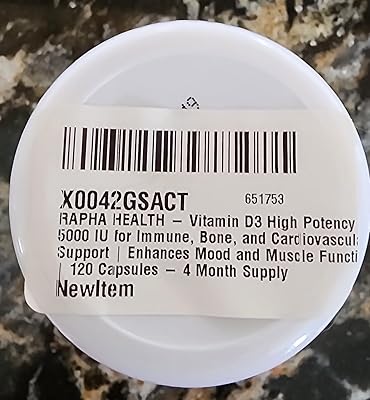 X0042GSACT 651753
RAPHA HEALTH — Vitamin D3 High Potency
5000 IU for Immune, Bone, and Cardiovascul
Support | Enhances Mood and Muscle Functi
| 120 Capsules — 4 Month Supply
NewItem